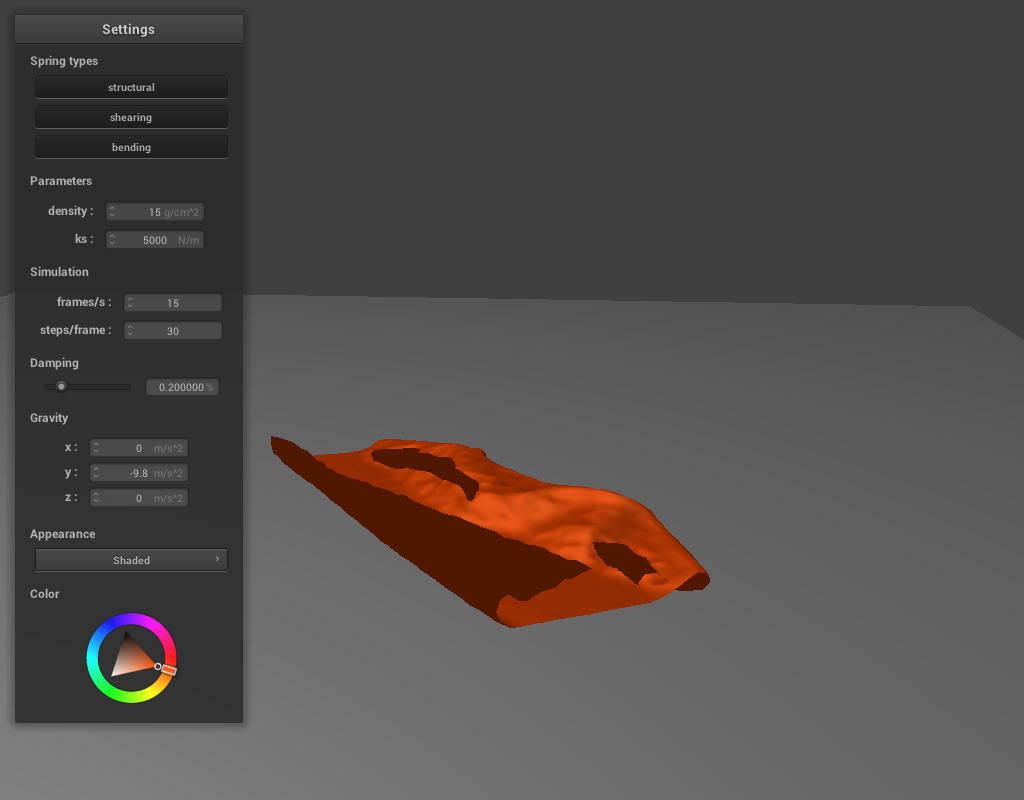 Settings
Spring types
structural
shearing
bending
Parameters
density : 15 g/cm^2
ks : 5000 N/m
Simulation
frames/s : 15
steps/frame : 30
Damping
0.200000 %
Gravity
x : 0 m/s^2
y : -9.8 m/s^2
z : 0 m/s^2
Appearance
Shaded ›
Color